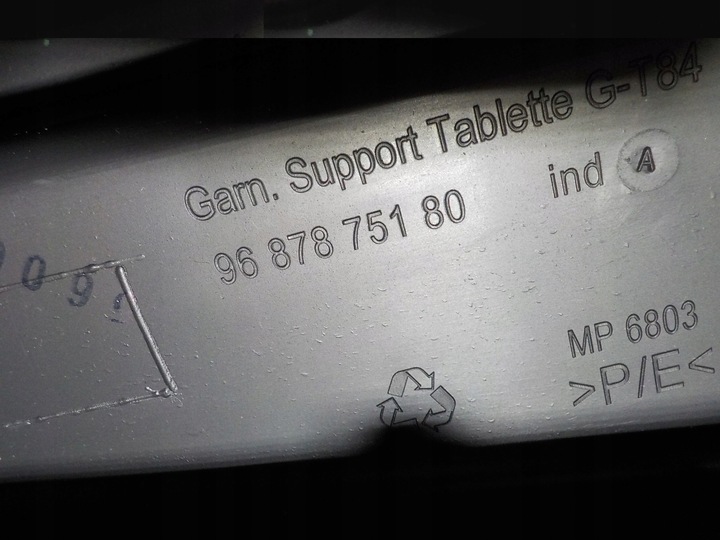 Garn. Support Tablette G-T84
96 878 751 80 ind A
MP 6803
>P/E<